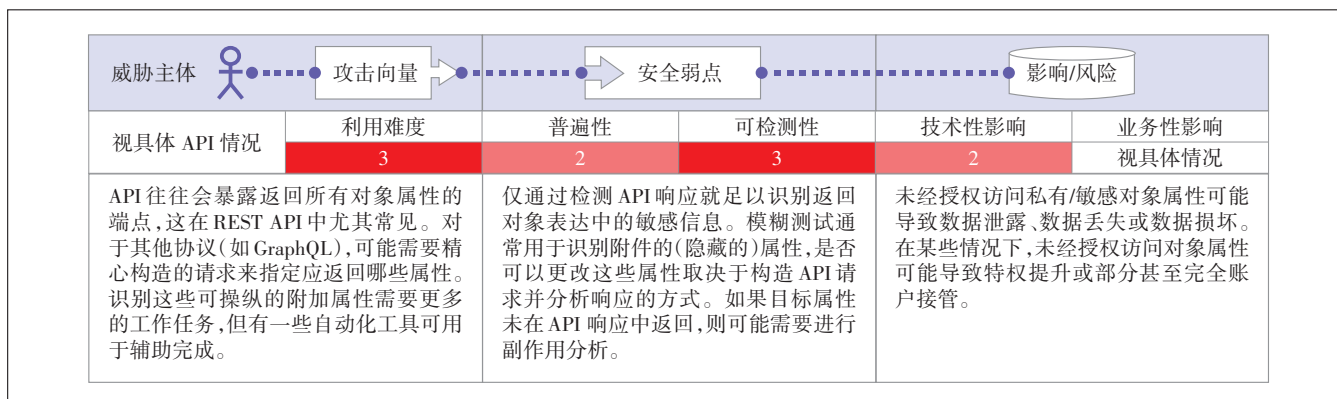 威胁主体 攻击向量 安全弱点 影响/风险
视具体 API 情况 利用难度 普遍性 可检测性 技术性影响 业务性影响
3 2 3 2 视具体情况
API 往往会暴露返回所有对象属性的
端点,这在 REST API 中尤其常见。对
于其他协议(如 GraphQL),可能需要精
心构造的请求来指定应返回哪些属性。
识别这些可操纵的附加属性需要更多
的工作任务,但有一些自动化工具可用
于辅助完成。
仅通过检测 API 响应就足以识别返回
对象表达中的敏感信息。模糊测试通
常用于识别附件的(隐藏的)属性,是否
可以更改这些属性取决于构造 API 请
求并分析响应的方式。如果目标属性
未在 API 响应中返回,则可能需要进行
副作用分析。
未经授权访问私有/敏感对象属性可能
导致数据泄露、数据丢失或数据损坏。
在某些情况下,未经授权访问对象属性
可能导致特权提升或部分甚至完全账
户接管。